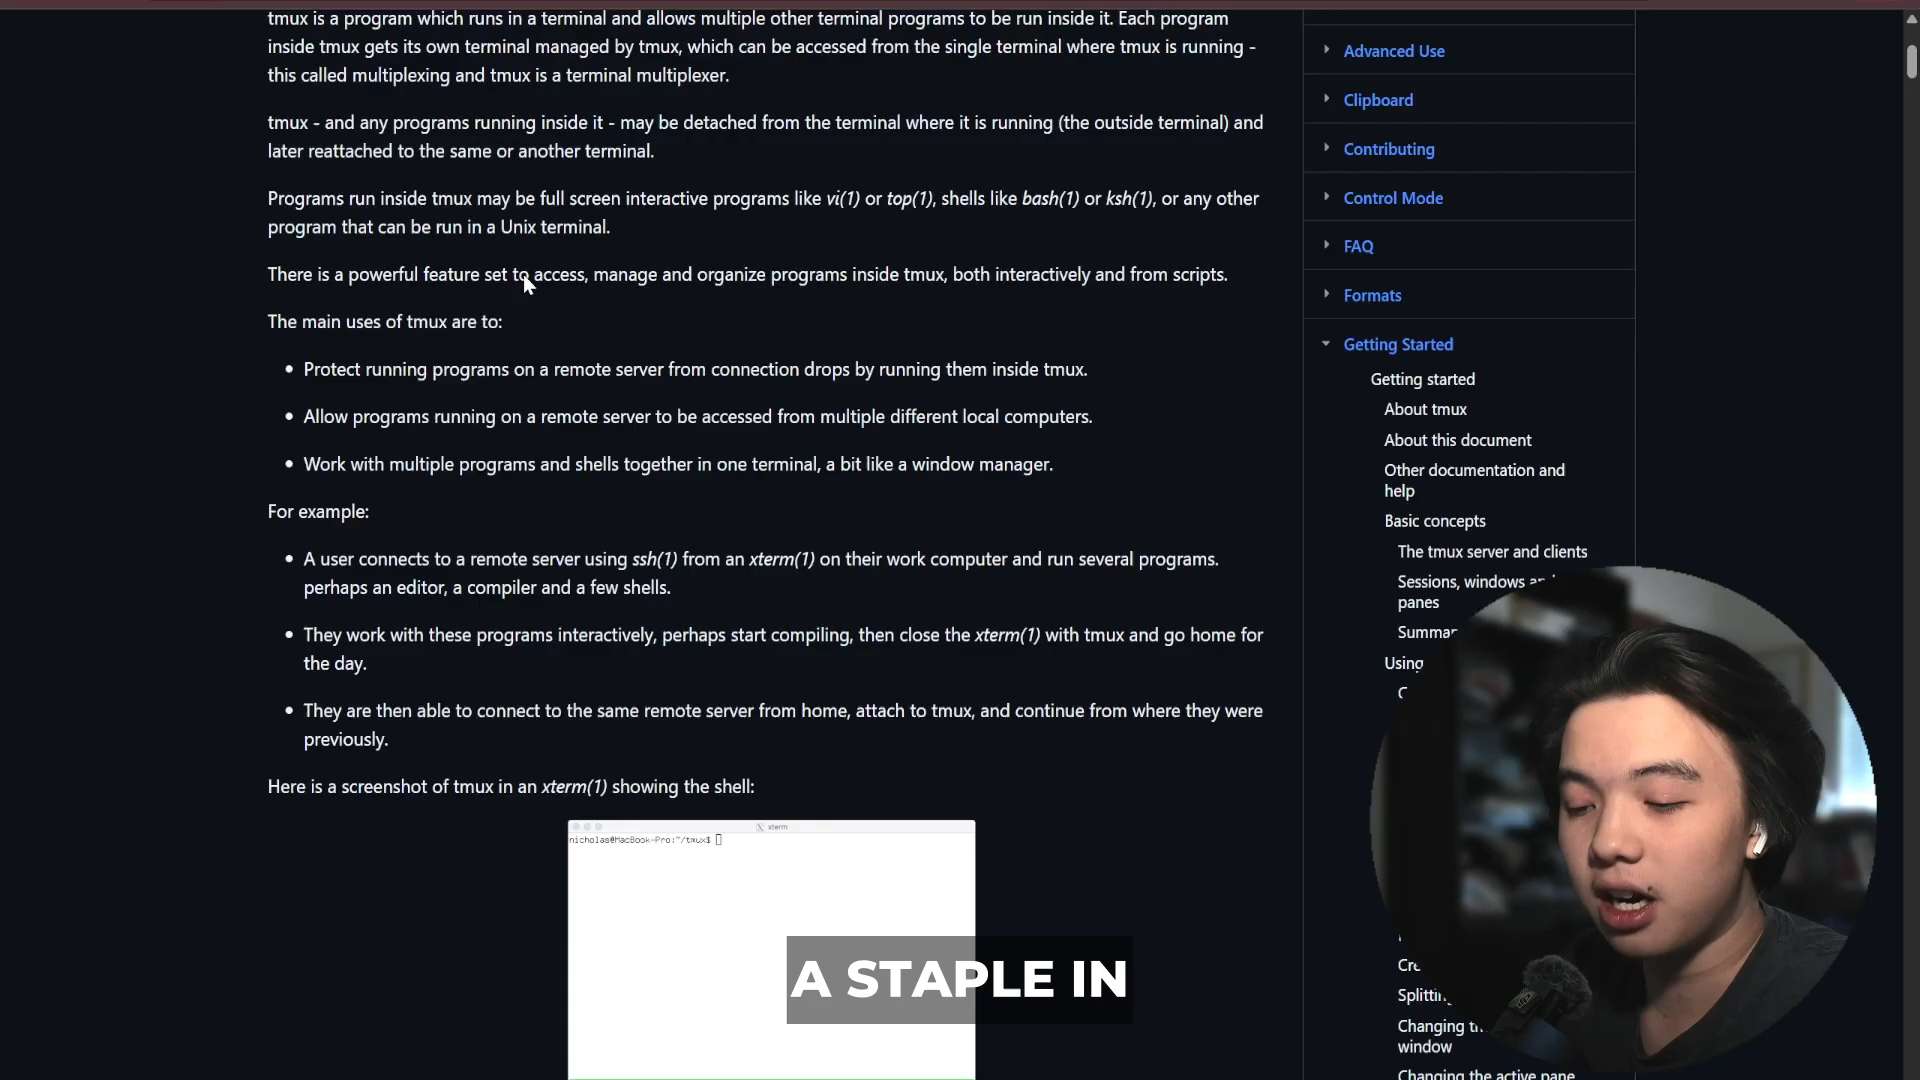 tmux is a program which runs in a terminal and allows multiple other terminal programs to be run inside it. Each program
inside tmux gets its own terminal managed by tmux, which can be accessed from the single terminal where tmux is running -
this called multiplexing and tmux is a terminal multiplexer.
tmux - and any programs running inside it - may be detached from the terminal where it is running (the outside terminal) and
later reattached to the same or another terminal.
Programs run inside tmux may be full screen interactive programs like vi(1) or top(1), shells like bash(1) or ksh(1), or any other
program that can be run in a Unix terminal.
There is a powerful feature set to access, manage and organize programs inside tmux, both interactively and from scripts.
The main uses of tmux are to:
• Protect running programs on a remote server from connection drops by running them inside tmux.
• Allow programs running on a remote server to be accessed from multiple different local computers.
• Work with multiple programs and shells together in one terminal, a bit like a window manager.
For example:
• A user connects to a remote server using ssh(1) from an xterm(1) on their work computer and run several programs.
perhaps an editor, a compiler and a few shells.
• They work with these programs interactively, perhaps start compiling, then close the xterm(1) with tmux and go home for
the day.
• They are then able to connect to the same remote server from home, attach to tmux, and continue from where they were
previously.
Here is a screenshot of tmux in an xterm(1) showing the shell:
xterm
nicholas@MacBook-Pro:~/tmux$
A STAPLE IN
Advanced Use
Clipboard
Contributing
Control Mode
FAQ
Formats
Getting Started
Getting started
About tmux
About this document
Other documentation and
help
Basic concepts
The tmux server and clients
Sessions, windows
panes
Using
Changing
window
Changing the active pane